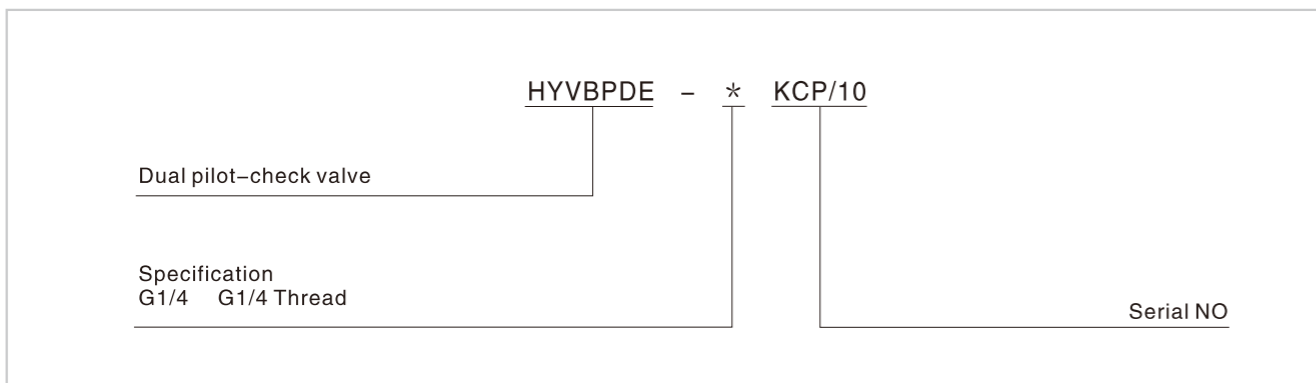 HYVBPDE – * KCP/10
Dual pilot–check valve
Specification
G1/4 G1/4 Thread
Serial NO